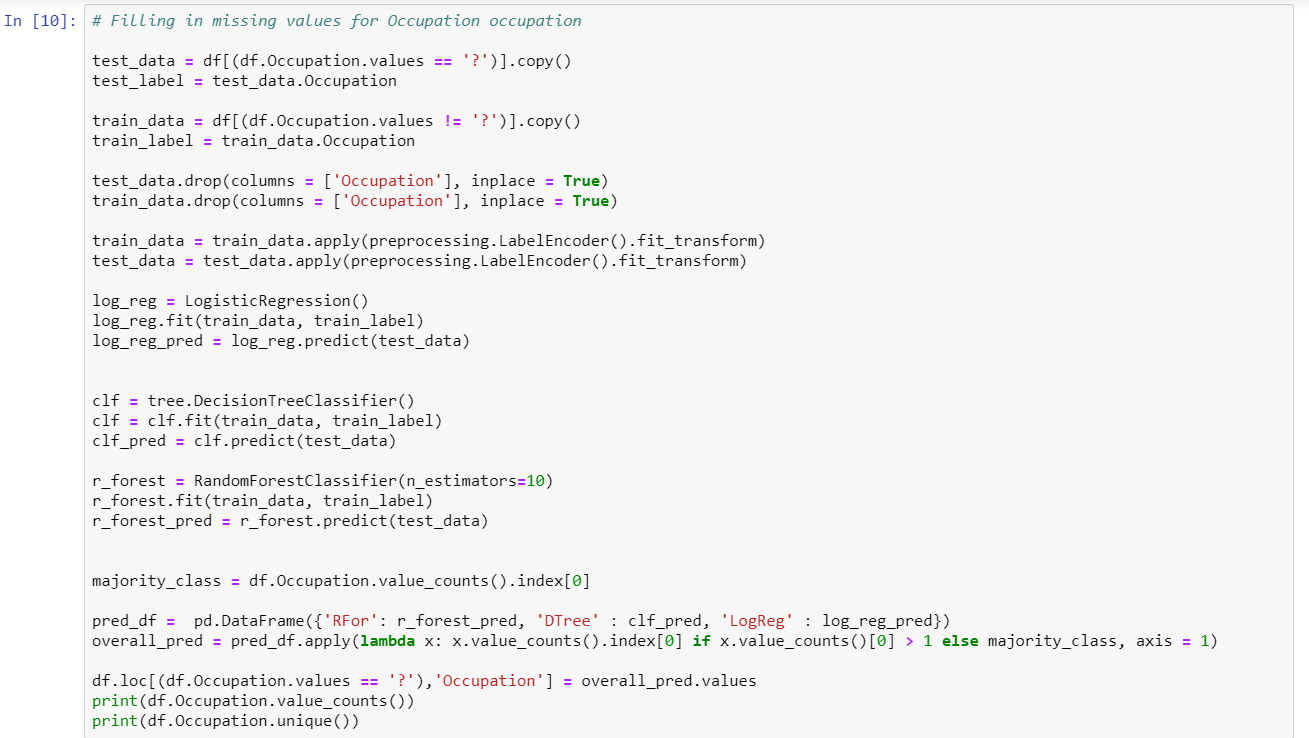 In [10]: # Filling in missing values for Occupation occupation
test_data = df[(df.Occupation.values == '?')].copy()
test_label = test_data.Occupation
train_data = df[(df.Occupation.values != '?')].copy()
train_label = train_data.Occupation
test_data.drop(columns = ['Occupation'], inplace = True)
train_data.drop(columns = ['Occupation'], inplace = True)
train_data = train_data.apply(preprocessing.LabelEncoder().fit_transform)
test_data = test_data.apply(preprocessing.LabelEncoder().fit_transform)
log_reg = LogisticRegression()
log_reg.fit(train_data, train_label)
log_reg_pred = log_reg.predict(test_data)
clf = tree.DecisionTreeClassifier()
clf = clf.fit(train_data, train_label)
clf_pred = clf.predict(test_data)
r_forest = RandomForestClassifier(n_estimators=10)
r_forest.fit(train_data, train_label)
r_forest_pred = r_forest.predict(test_data)
majority_class = df.Occupation.value_counts().index[0]
pred_df =  pd.DataFrame({'RFor': r_forest_pred, 'DTree' : clf_pred, 'LogReg' : log_reg_pred})
overall_pred = pred_df.apply(lambda x: x.value_counts().index[0] if x.value_counts()[0] > 1 else majority_class, axis = 1)
df.loc[(df.Occupation.values == '?'),'Occupation'] = overall_pred.values
print(df.Occupation.value_counts())
print(df.Occupation.unique())